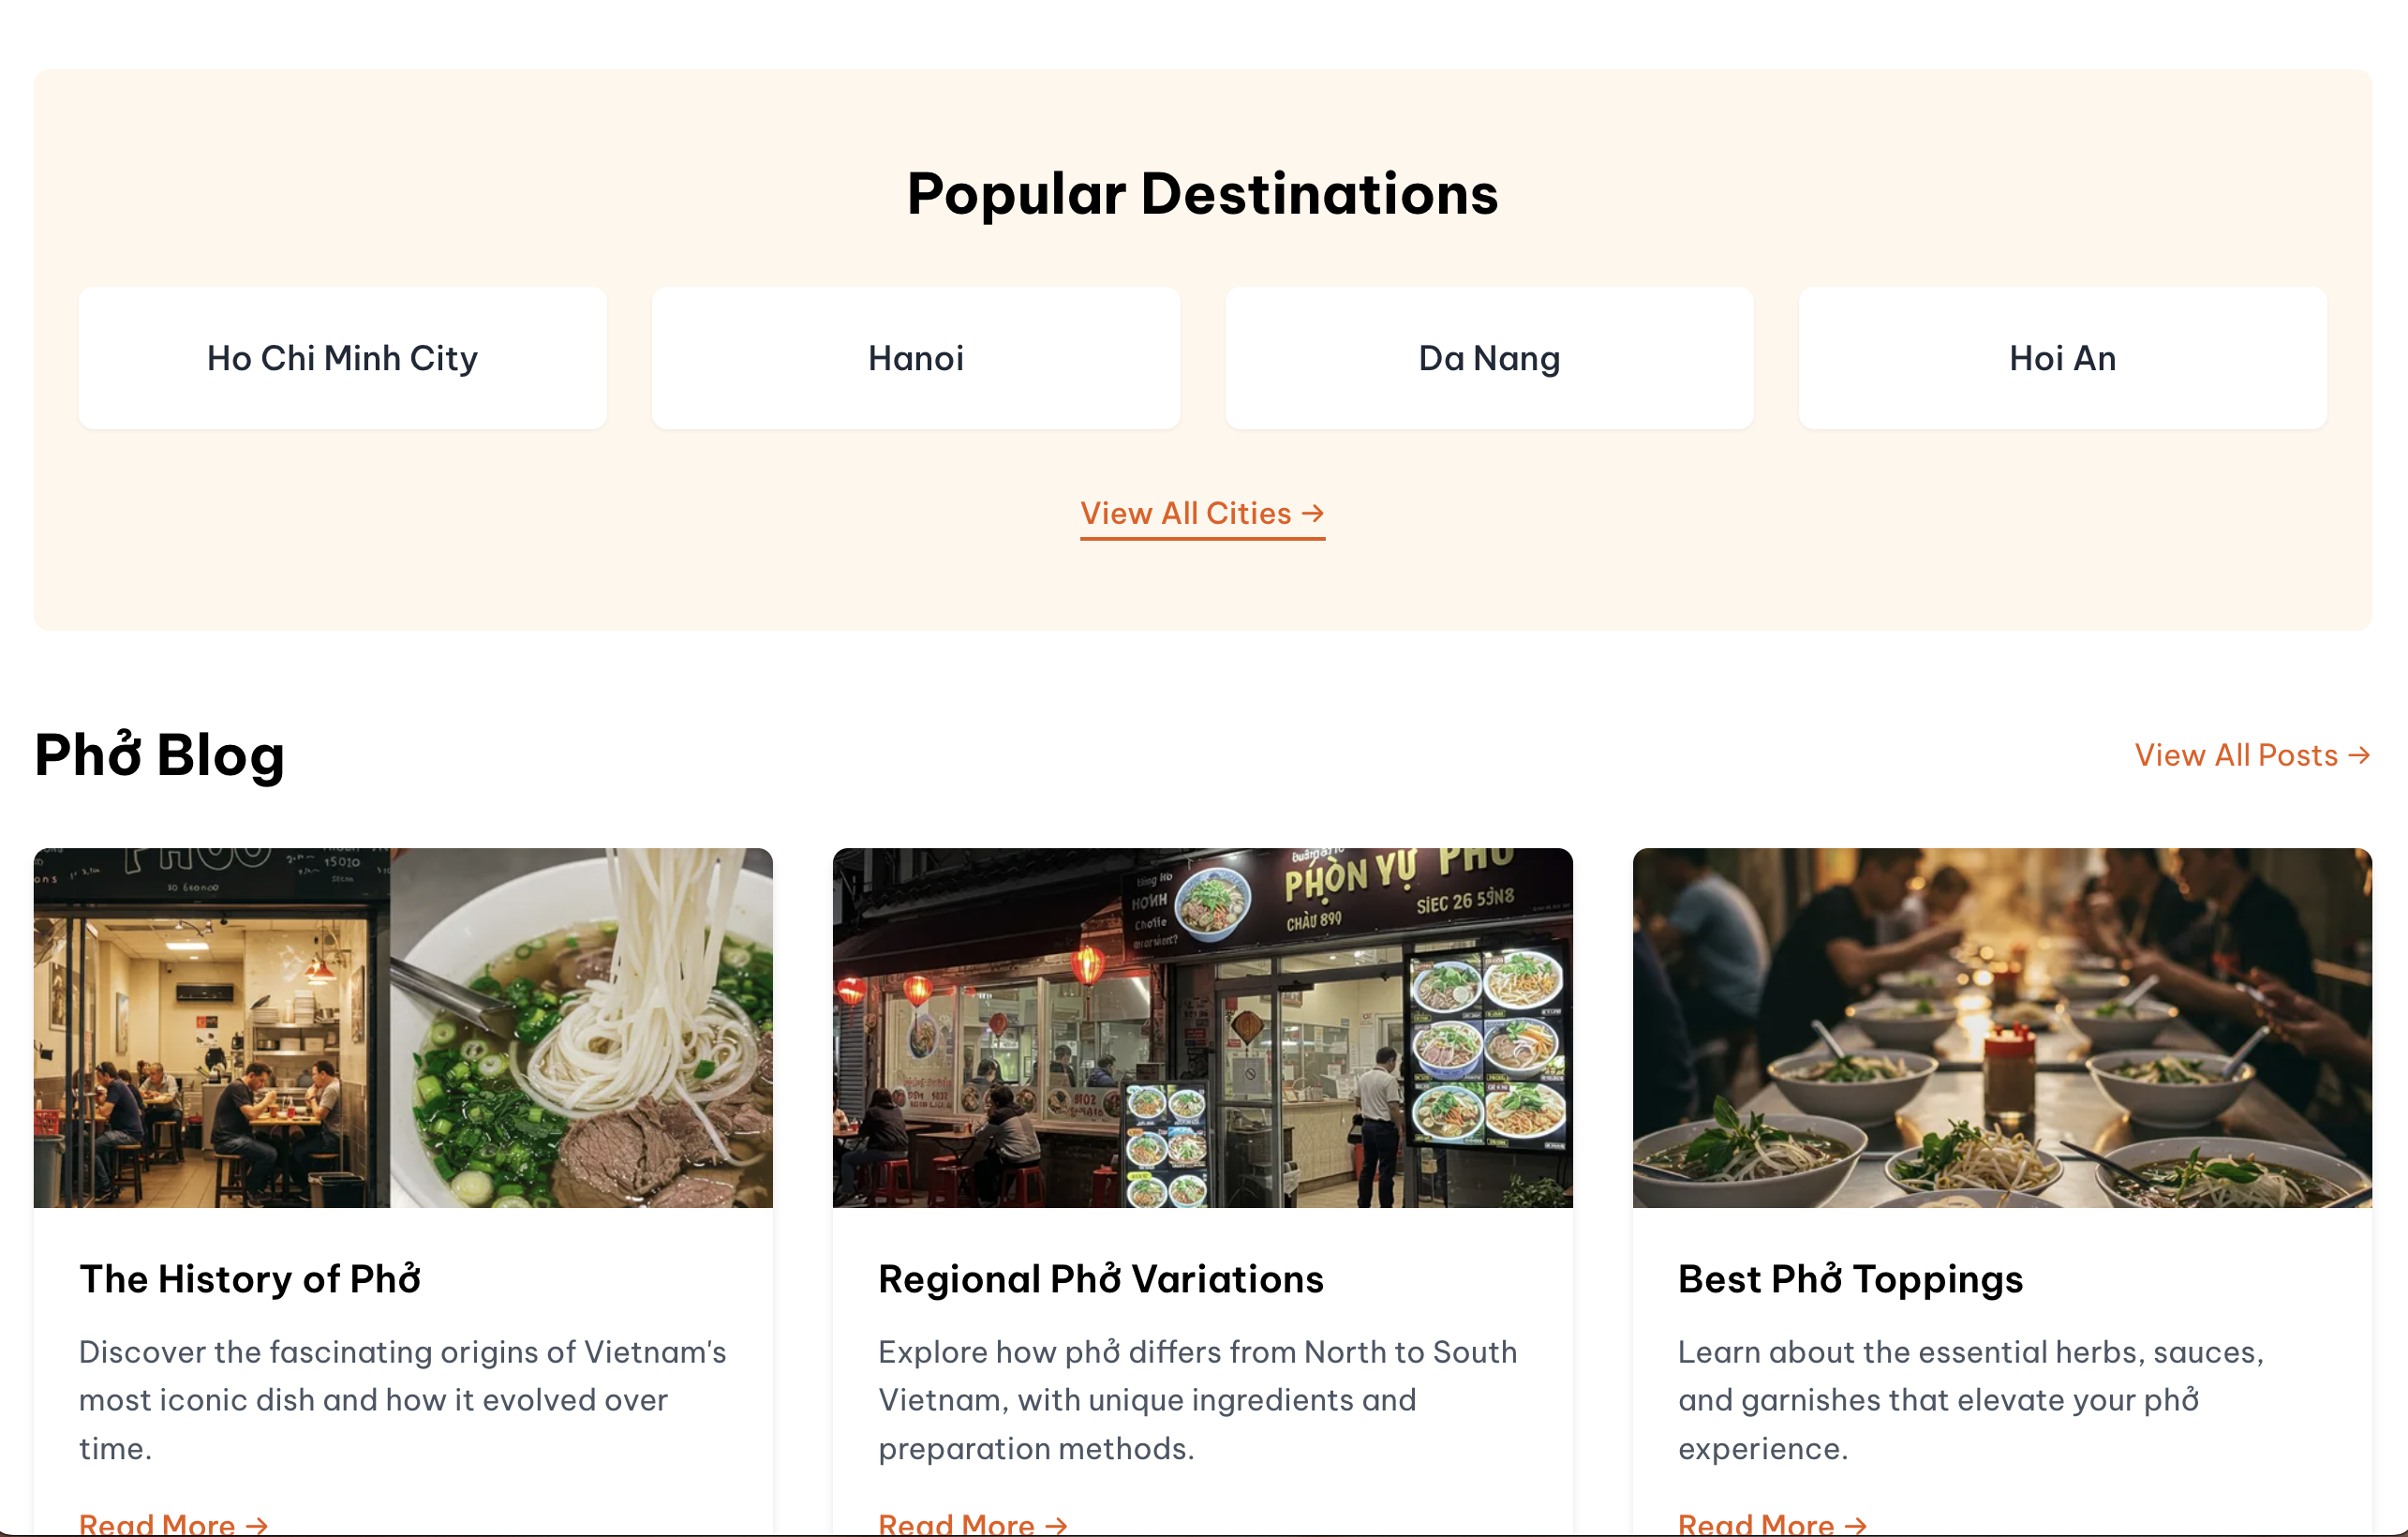 Popular Destinations
Ho Chi Minh City
Hanoi
Da Nang
Hoi An
View All Cities →
Phở Blog
View All Posts →
PHỞN YỰ PHỞ
CHÀU 899
SIEC 26 59N8
The History of Phở
Discover the fascinating origins of Vietnam's
most iconic dish and how it evolved over
time.
Read More →
Regional Phở Variations
Explore how phở differs from North to South
Vietnam, with unique ingredients and
preparation methods.
Read More →
Best Phở Toppings
Learn about the essential herbs, sauces,
and garnishes that elevate your phở
experience.
Read More →